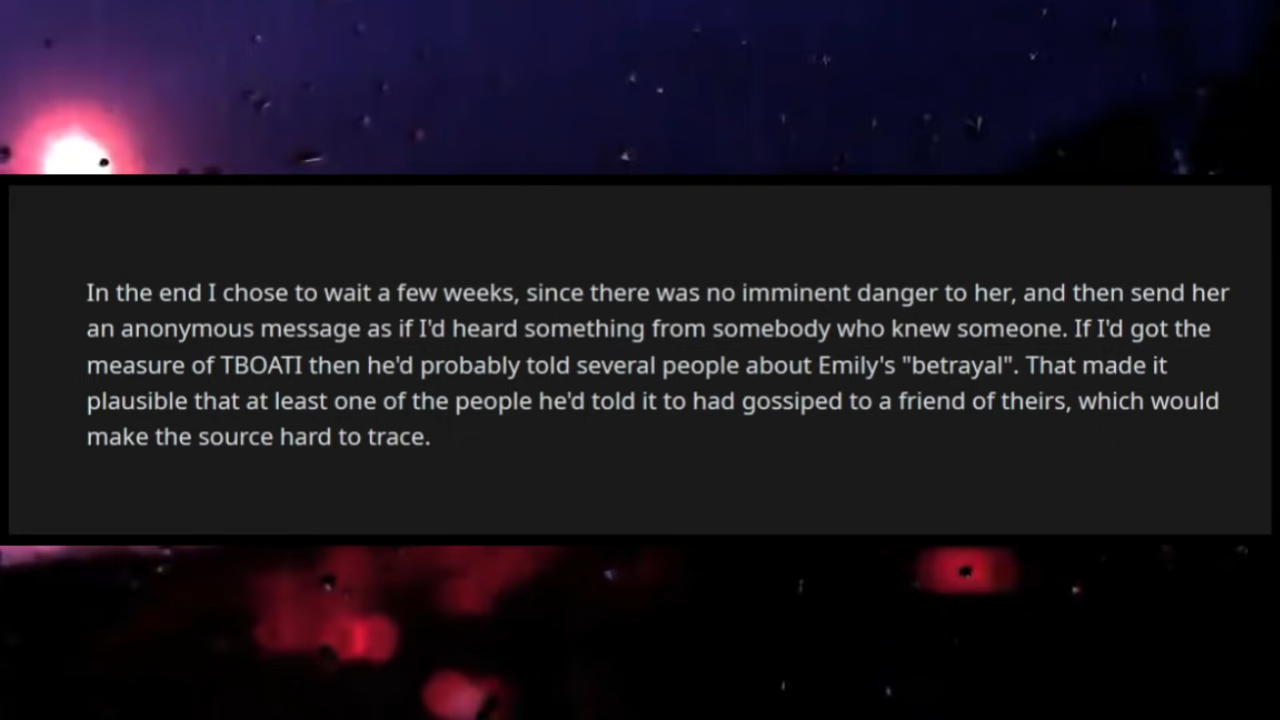 In the end I chose to wait a few weeks, since there was no imminent danger to her, and then send her
an anonymous message as if I'd heard something from somebody who knew someone. If I'd got the
measure of TBOATI then he'd probably told several people about Emily's "betrayal". That made it
plausible that at least one of the people he'd told it to had gossiped to a friend of theirs, which would
make the source hard to trace.